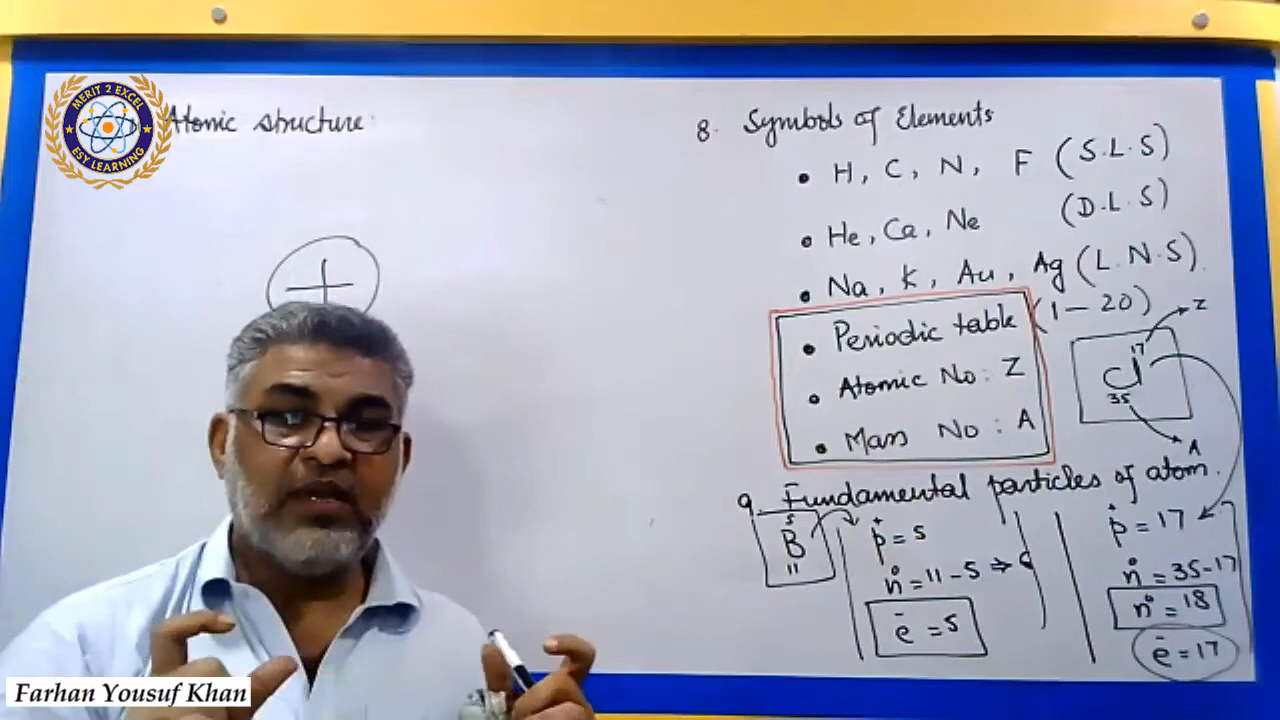 MERIT 2 EXCEL
ESY LEARNING
Atomic structure
8. Symbols of Elements
• H, C, N, F (S.L.S)
• He, Ca, Ne (D.L.S)
• Na, K, Au, Ag (L.N.S).
• Periodic table (1-20)
• Atomic No: Z
• Mass No: A
17
Cl
35
Z
A
9. Fundamental particles of atom.
5
B
11
p+ = 5
n° = 11-5 ⇒
e- = 5
p+ = 17
n° = 35-17
n° = 18
e- = 17
Farhan Yousuf Khan